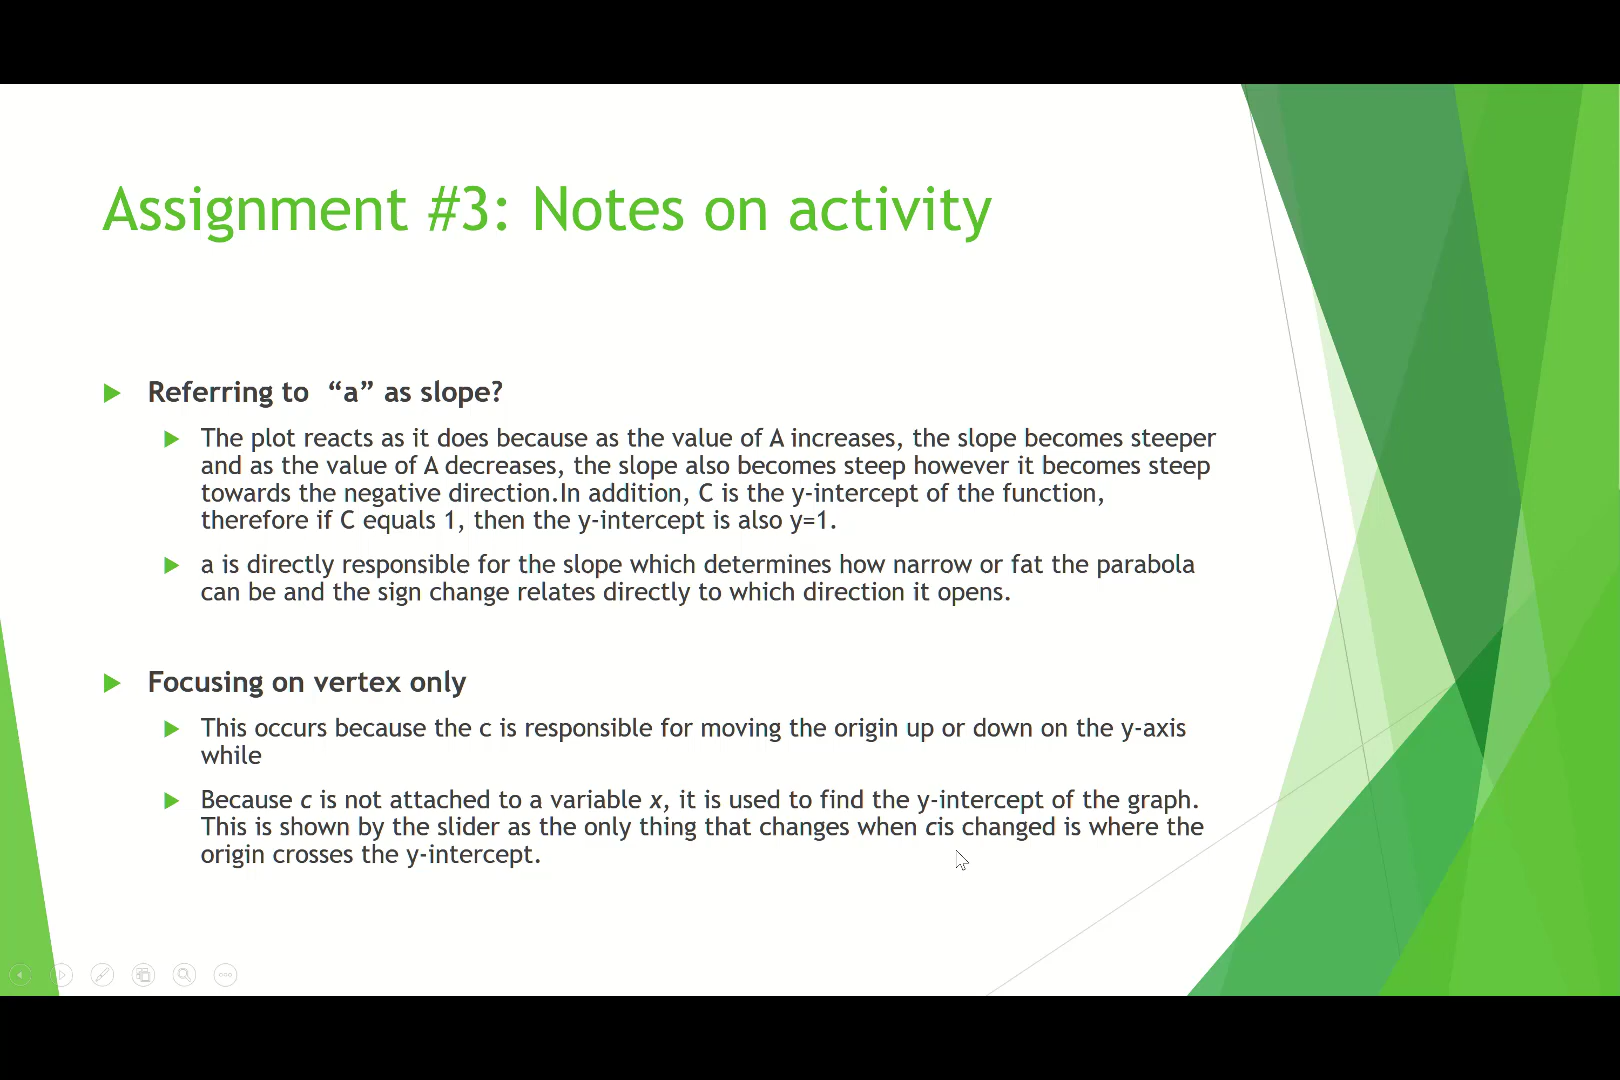 Assignment #3: Notes on activity
Referring to “a” as slope?
The plot reacts as it does because as the value of A increases, the slope becomes steeper
and as the value of A decreases, the slope also becomes steep however it becomes steep
towards the negative direction.In addition, C is the y-intercept of the function,
therefore if C equals 1, then the y-intercept is also y=1.
a is directly responsible for the slope which determines how narrow or fat the parabola
can be and the sign change relates directly to which direction it opens.
Focusing on vertex only
This occurs because the c is responsible for moving the origin up or down on the y-axis
while
Because c is not attached to a variable x, it is used to find the y-intercept of the graph.
This is shown by the slider as the only thing that changes when cis changed is where the
origin crosses the y-intercept.